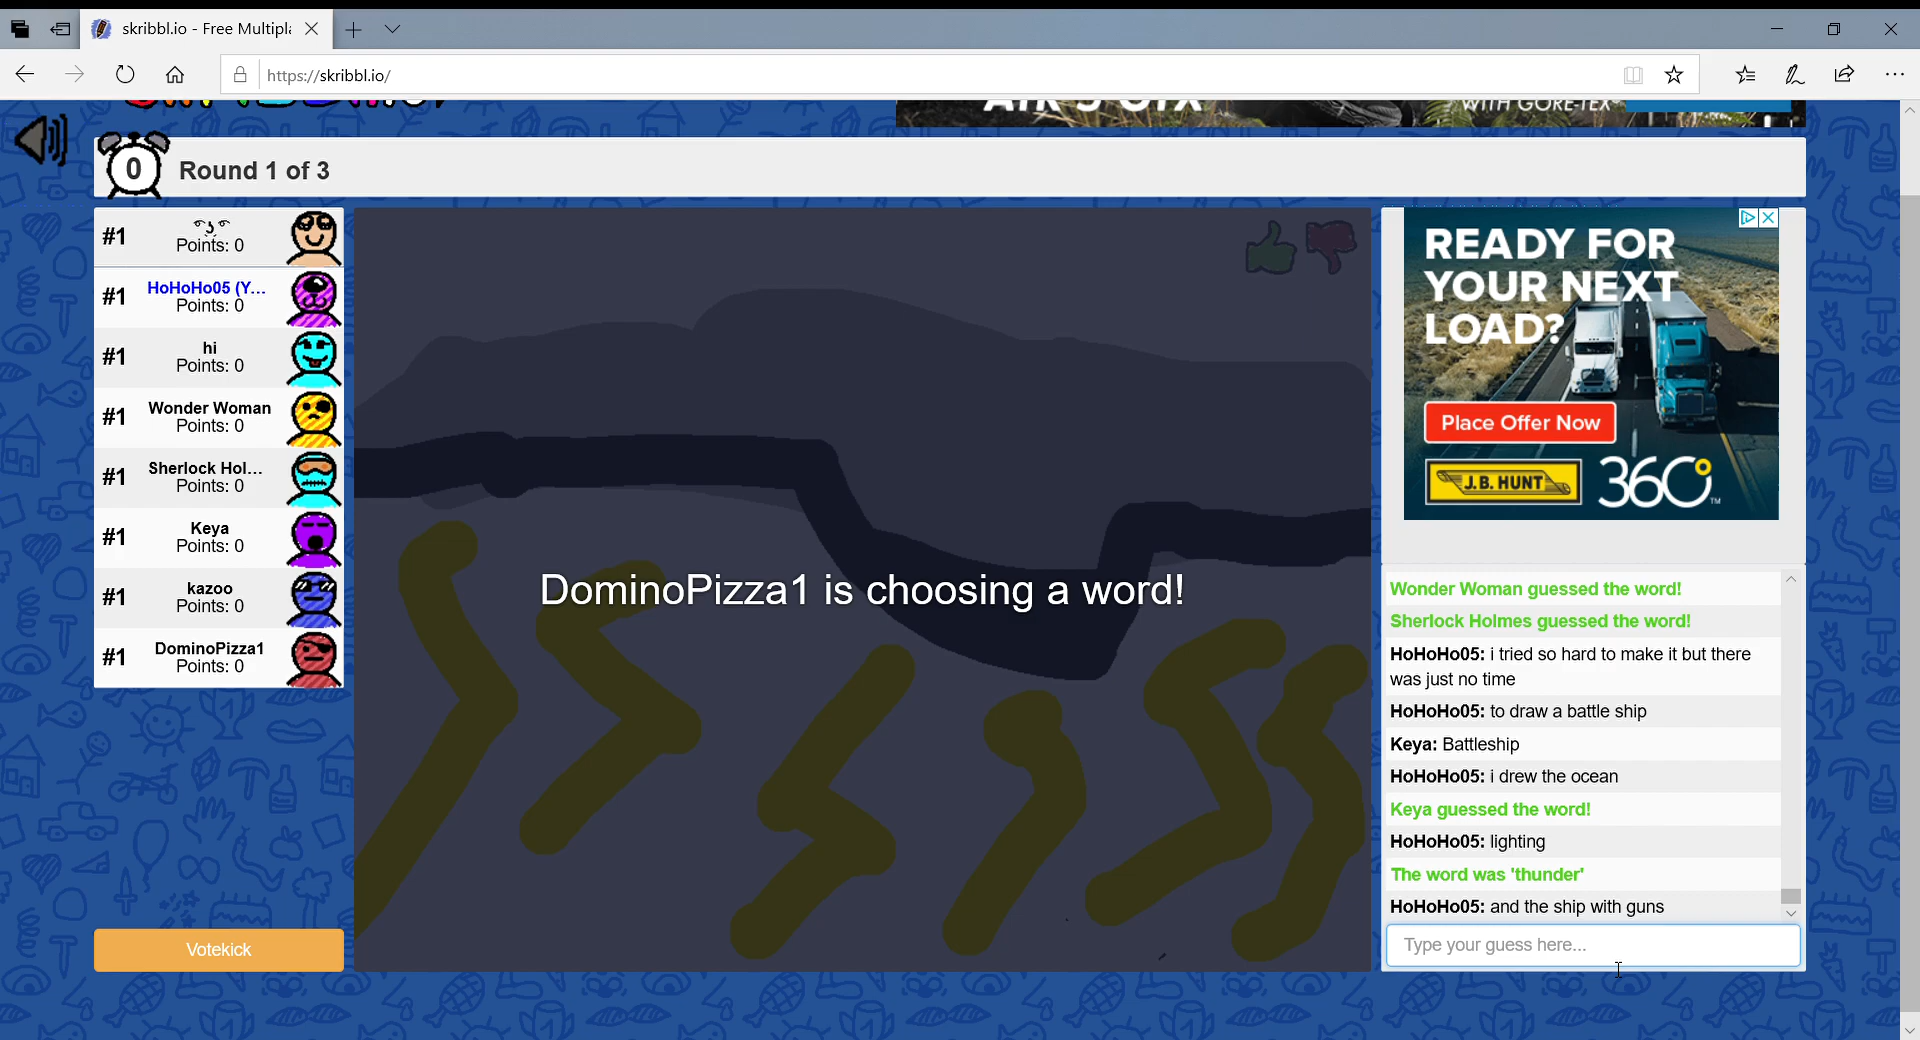 skribbl.io - Free Multipl
https://skribbl.io/
WITH GORE-TEX
0
Round 1 of 3
#1
Points: 0
#1 HoHoHo05 (Y...
Points: 0
#1 hi
Points: 0
#1 Wonder Woman
Points: 0
#1 Sherlock Hol...
Points: 0
#1 Keya
Points: 0
#1 kazoo
Points: 0
#1 DominoPizza1
Points: 0
Votekick
DominoPizza1 is choosing a word!
READY FOR
YOUR NEXT
LOAD?
Place Offer Now
J.B. HUNT 360°
TM
Wonder Woman guessed the word!
Sherlock Holmes guessed the word!
HoHoHo05: i tried so hard to make it but there
was just no time
HoHoHo05: to draw a battle ship
Keya: Battleship
HoHoHo05: i drew the ocean
Keya guessed the word!
HoHoHo05: lighting
The word was 'thunder'
HoHoHo05: and the ship with guns
Type your guess here...